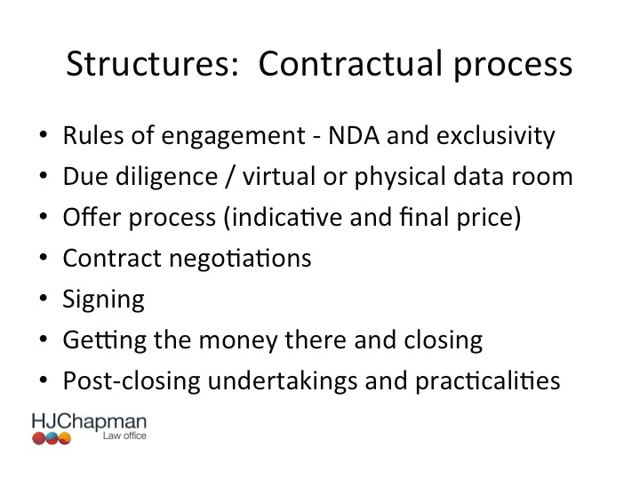 Structures:  Contractual process
• Rules of engagement - NDA and exclusivity
• Due diligence / virtual or physical data room
• Offer process (indicative and final price)
• Contract negotiations
• Signing
• Getting the money there and closing
• Post-closing undertakings and practicalities
HJChapman
Law office